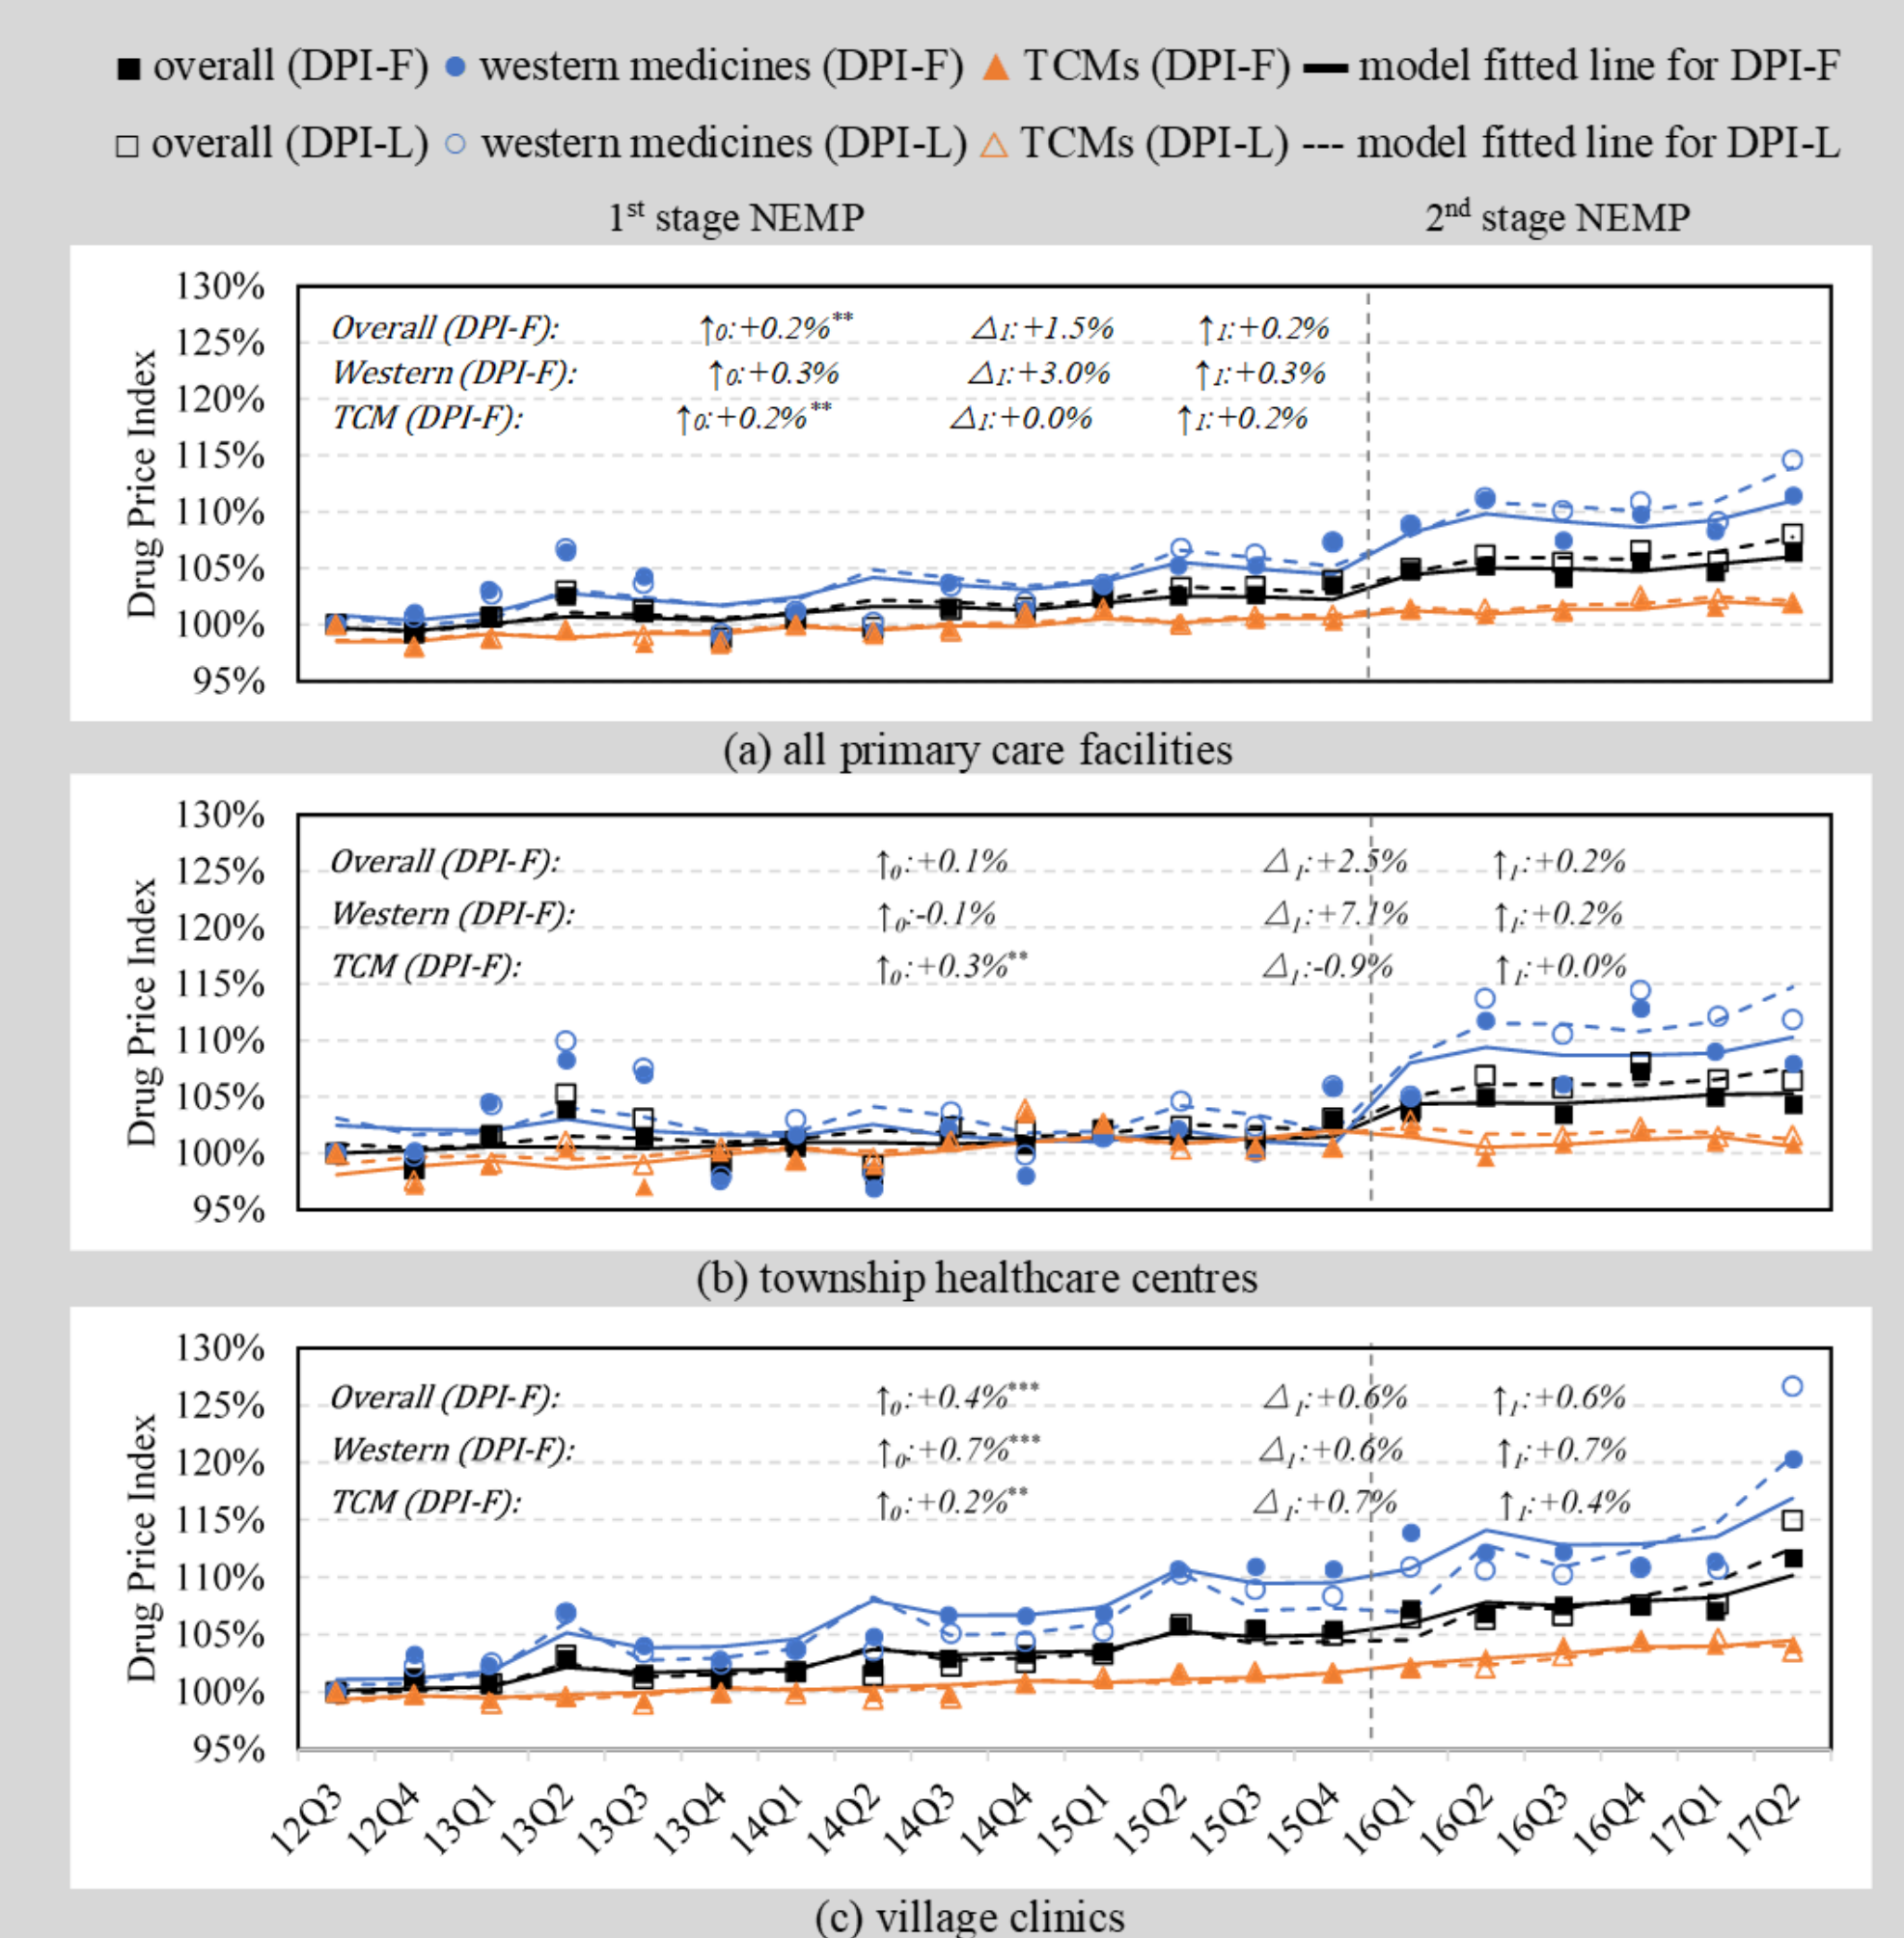 ■ overall (DPI-F) ● western medicines (DPI-F) ▲ TCMs (DPI-F) — model fitted line for DPI-F
□ overall (DPI-L) ○ western medicines (DPI-L) △ TCMs (DPI-L) --- model fitted line for DPI-L
1st stage NEMP 2nd stage NEMP
Drug Price Index
130%
125%
120%
115%
110%
105%
100%
95%
Overall (DPI-F): ↑0:+0.2%** △1:+1.5% ↑1:+0.2%
Western (DPI-F): ↑0:+0.3% △1:+3.0% ↑1:+0.3%
TCM (DPI-F): ↑0:+0.2%** △1:+0.0% ↑1:+0.2%
(a) all primary care facilities
Drug Price Index
130%
125%
120%
115%
110%
105%
100%
95%
Overall (DPI-F): ↑0:+0.1% △1:+2.5% ↑1:+0.2%
Western (DPI-F): ↑0:-0.1% △1:+7.1% ↑1:+0.2%
TCM (DPI-F): ↑0:+0.3%** △1:-0.9% ↑1:+0.0%
(b) township healthcare centres
Drug Price Index
130%
125%
120%
115%
110%
105%
100%
95%
Overall (DPI-F): ↑0:+0.4%*** △1:+0.6% ↑1:+0.6%
Western (DPI-F): ↑0:+0.7%*** △1:+0.6% ↑1:+0.7%
TCM (DPI-F): ↑0:+0.2%** △1:+0.7% ↑1:+0.4%
12Q3 12Q4 13Q1 13Q2 13Q3 13Q4 14Q1 14Q2 14Q3 14Q4 15Q1 15Q2 15Q3 15Q4 16Q1 16Q2 16Q3 16Q4 17Q1 17Q2
(c) village clinics